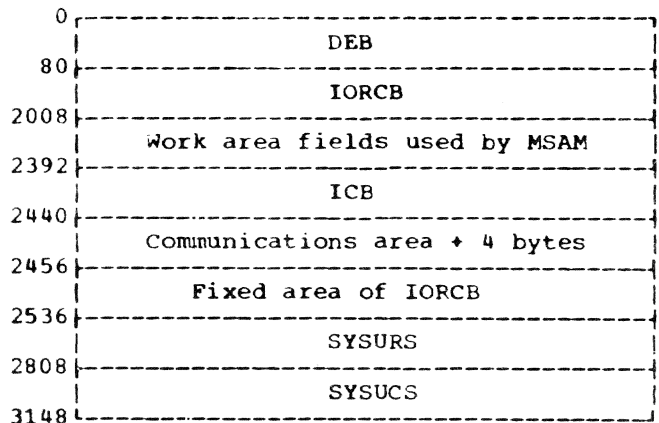 0
DEB
80
IORCB
2008
Work area fields used by MSAM
2392
ICB
2440
Communications area + 4 bytes
2456
Fixed area of IORCB
2536
SYSURS
2808
SYSUCS
3148